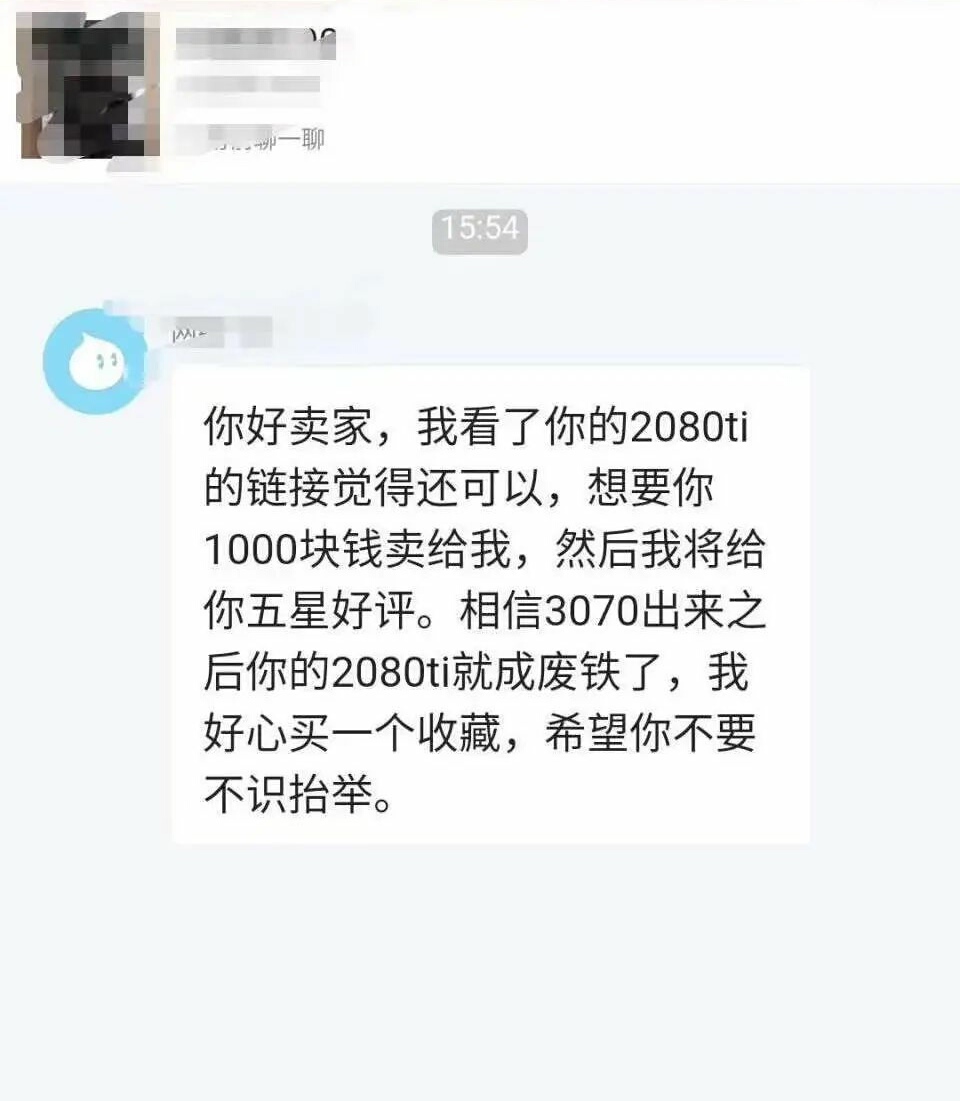 聊一聊
15:54
你好卖家，我看了你的2080ti
的链接觉得还可以，想要你
1000块钱卖给我，然后我将给
你五星好评。相信3070出来之
后你的2080ti就成废铁了，我
好心买一个收藏，希望你不要
不识抬举。